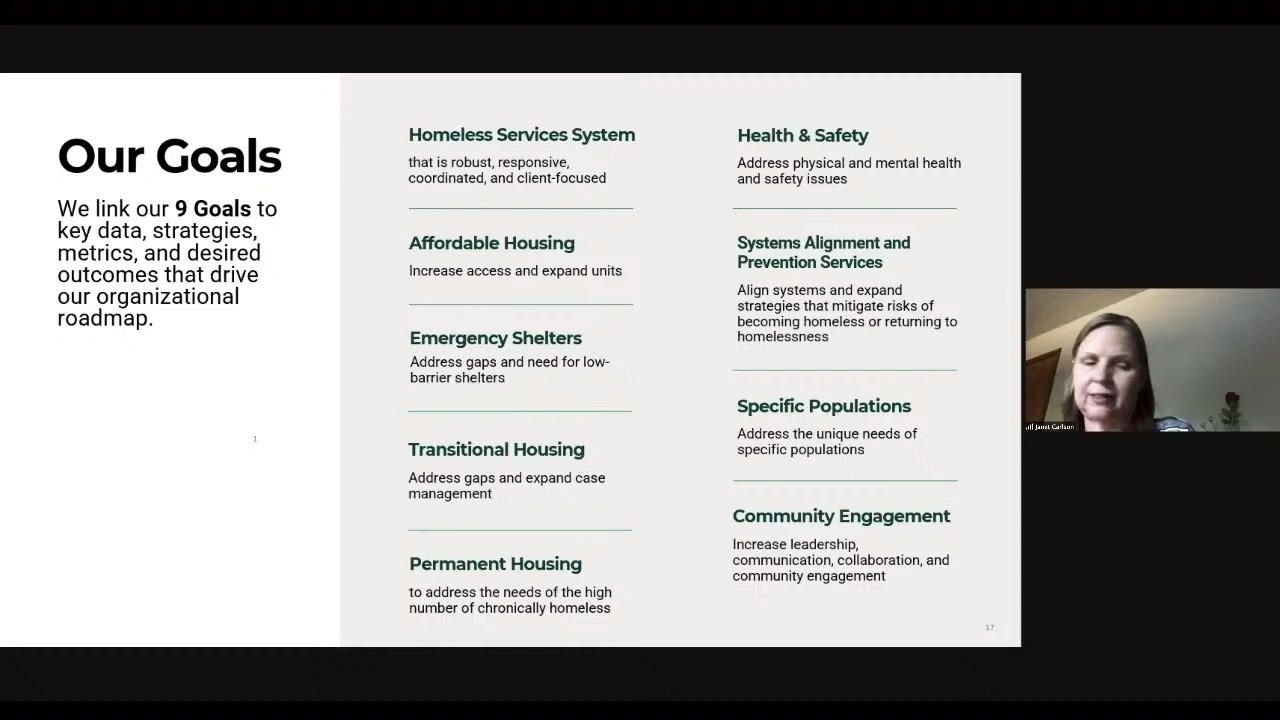 Our Goals
We link our 9 Goals to
key data, strategies,
metrics, and desired
outcomes that drive
our organizational
roadmap.
1
Homeless Services System
that is robust, responsive,
coordinated, and client-focused
Affordable Housing
Increase access and expand units
Emergency Shelters
Address gaps and need for low-
barrier shelters
Transitional Housing
Address gaps and expand case
management
Permanent Housing
to address the needs of the high
number of chronically homeless
Health & Safety
Address physical and mental health
and safety issues
Systems Alignment and
Prevention Services
Align systems and expand
strategies that mitigate risks of
becoming homeless or returning to
homelessness
Specific Populations
Address the unique needs of
specific populations
Community Engagement
Increase leadership,
communication, collaboration, and
community engagement
17
Janet Carlson